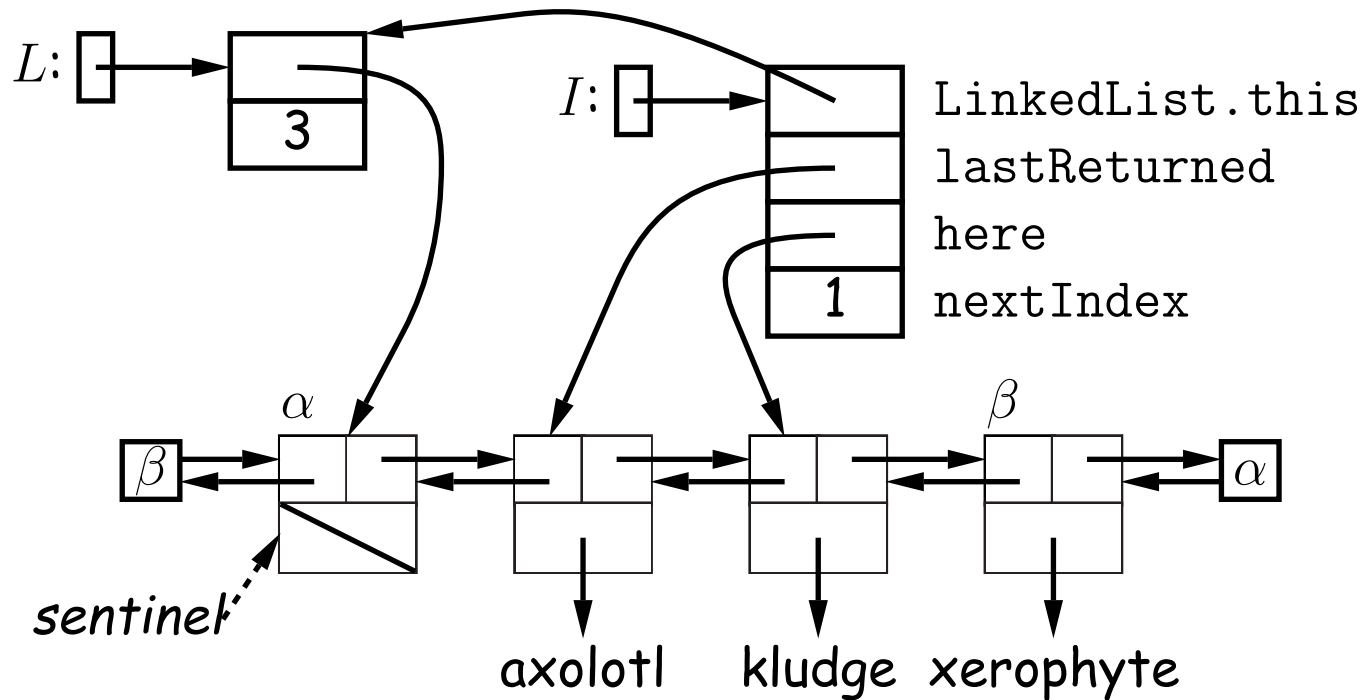 L:
3
I:
LinkedList.this
lastReturned
here
1
nextIndex
α
β
β
α
sentinel
axolotl
kludge
xerophyte